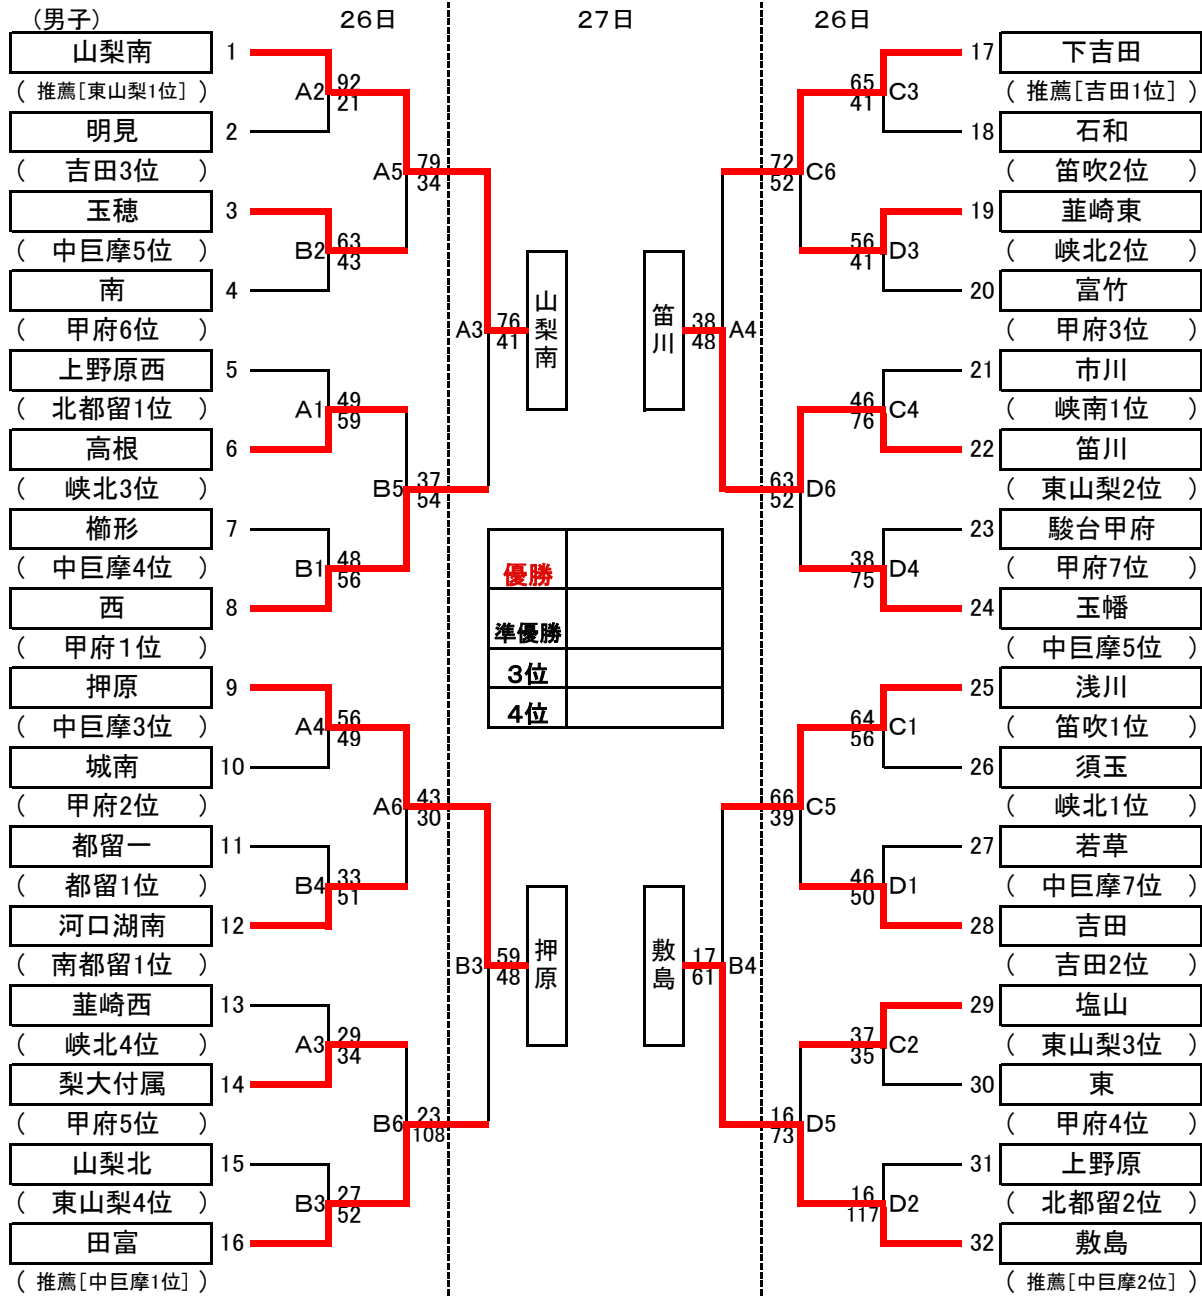 (男子)
26日
27日
26日
山梨南
1
( 推薦[東山梨1位] )
明見
2
( 吉田3位 )
玉穂
3
( 中巨摩5位 )
南
4
( 甲府6位 )
上野原西
5
( 北都留1位 )
高根
6
( 峡北3位 )
櫛形
7
( 中巨摩4位 )
西
8
( 甲府1位 )
押原
9
( 中巨摩3位 )
城南
10
( 甲府2位 )
都留一
11
( 都留1位 )
河口湖南
12
( 南都留1位 )
韮崎西
13
( 峡北4位 )
梨大付属
14
( 甲府5位 )
山梨北
15
( 東山梨4位 )
田富
16
( 推薦[中巨摩1位] )
A2
92
21
B2
63
43
A1
49
59
B1
48
56
A4
56
49
B4
33
51
A3
29
34
B3
27
52
A5
79
34
B5
37
54
A6
43
30
B6
23
108
A3
76
41
B3
59
48
山梨南
押原
笛川
敷島
優勝
準優勝
3位
4位
38
48
A4
17
61
B4
72
52
C6
63
52
D6
66
39
C5
16
73
D5
65
41
C3
56
41
D3
46
76
C4
38
75
D4
64
56
C1
46
50
D1
37
35
C2
16
117
D2
17
下吉田
( 推薦[吉田1位] )
18
石和
( 笛吹2位 )
19
韮崎東
( 峡北2位 )
20
富竹
( 甲府3位 )
21
市川
( 峡南1位 )
22
笛川
( 東山梨2位 )
23
駿台甲府
( 甲府7位 )
24
玉幡
( 中巨摩5位 )
25
浅川
( 笛吹1位 )
26
須玉
( 峡北1位 )
27
若草
( 中巨摩7位 )
28
吉田
( 吉田2位 )
29
塩山
( 東山梨3位 )
30
東
( 甲府4位 )
31
上野原
( 北都留2位 )
32
敷島
( 推薦[中巨摩2位] )